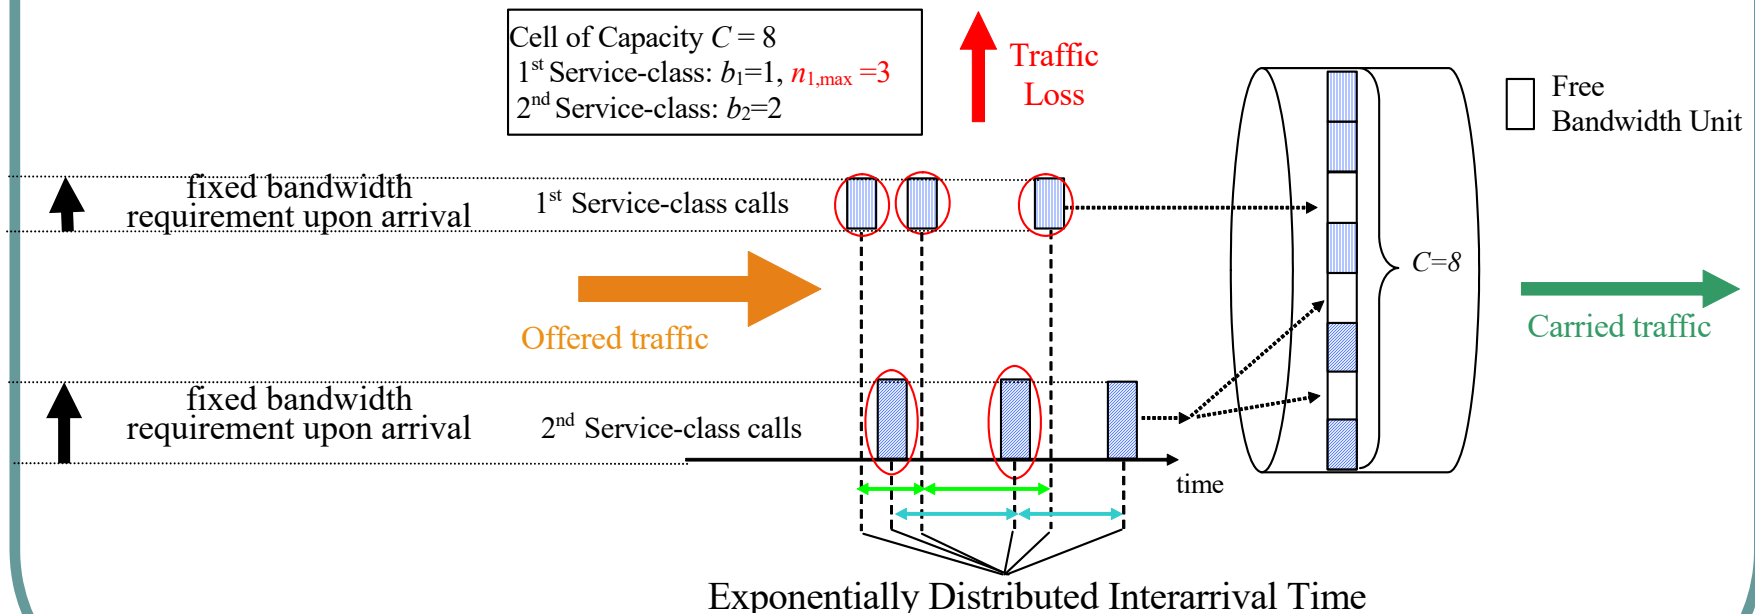 Cell of Capacity C = 8
1st Service-class: b1=1, n1,max =3
2nd Service-class: b2=2
Traffic
Loss
Free
Bandwidth Unit
fixed bandwidth
requirement upon arrival
1st Service-class calls
C=8
Offered traffic
Carried traffic
fixed bandwidth
requirement upon arrival
2nd Service-class calls
time
Exponentially Distributed Interarrival Time